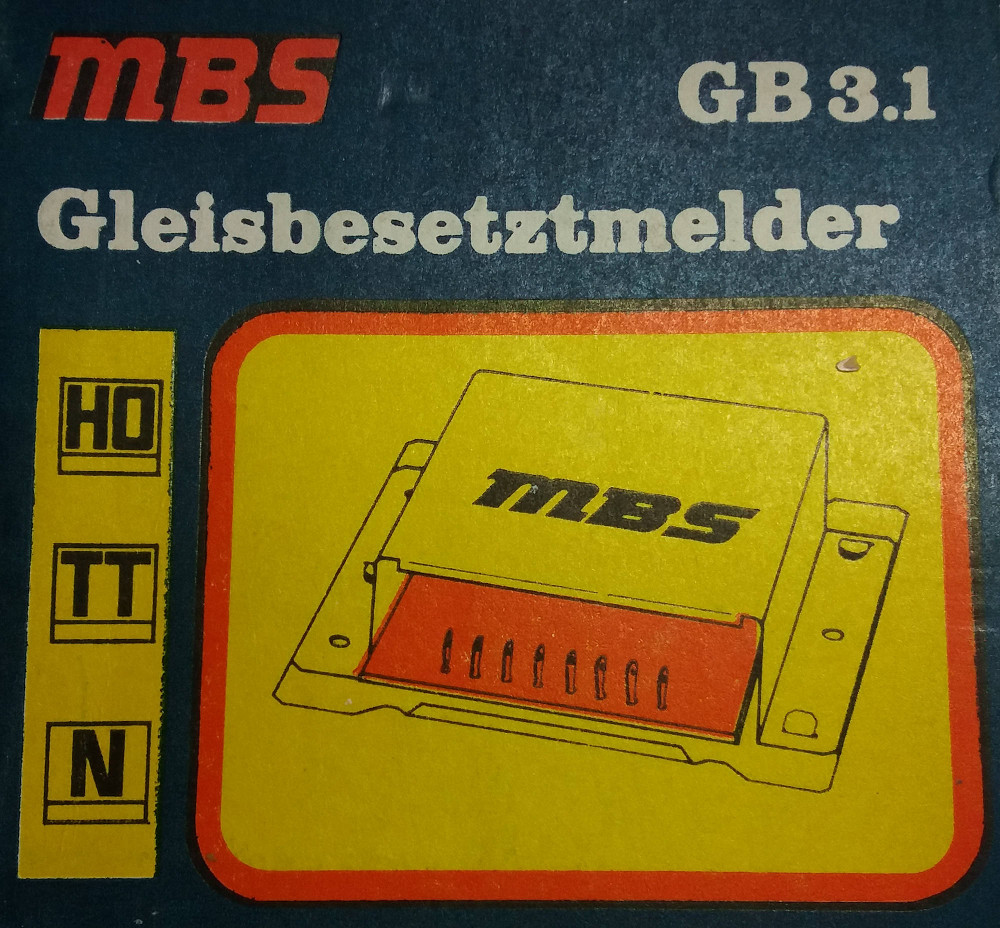 MBS
GB 3.1
Gleisbesetztmelder
HO
TT
N
MBS